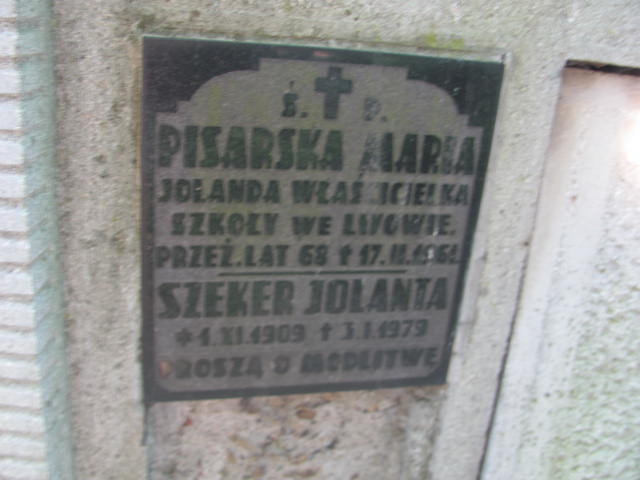 Ś. P.
PISARSKA MARIA
JOLANDA WŁAŚCICIELKA
SZKOŁY WE LWOWIE.
PRZEŻ. LAT 68 † 17.II.1961.
SZEKER JOLANTA
* 1.XI.1909 † 3.I.1979
PROSZĄ O MODLITWE